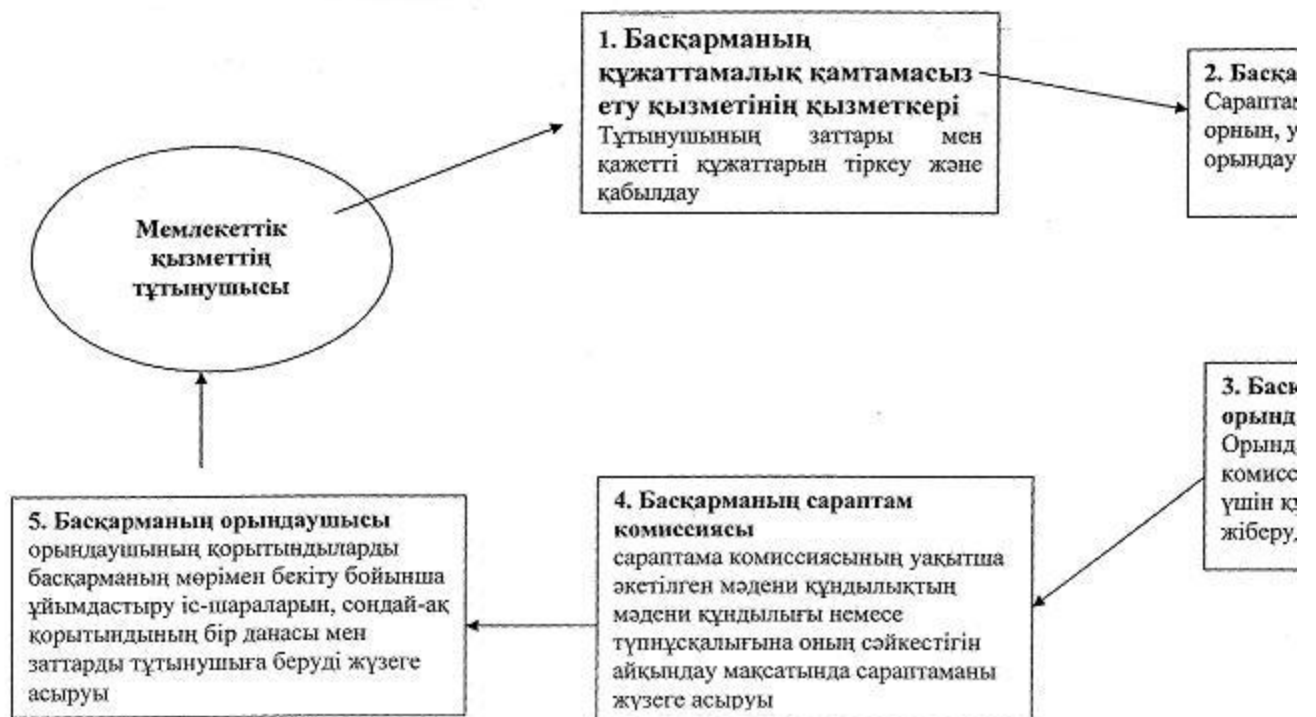 1. Басқарманың
құжаттамалық қамтамасыз
ету қызметінің қызметкері
Тұтынушының заттары мен
қажетті құжаттарын тіркеу және
қабылдау
2. Баска
Сараптам
орнын, у
орындау
Мемлекеттік
қызметтің
тұтынушысы
3. Баск
орынд
Орынд
комисс
үшін құ
жіберу
4. Басқарманың сараптам
комиссиясы
сараптама комиссиясының уақытша
әкетілген мәдени құндылықтың
мәдени құндылығы немесе
түпнұсқалығына оның сәйкестігін
айқындау мақсатында сараптаманы
жүзеге асыруы
5. Басқарманың орындаушысы
орындаушының қорытындыларды
басқарманың мөрімен бекіту бойынша
ұйымдастыру іс-шараларын, сондай-ақ
қорытындының бір данасы мен
заттарды тұтынушыға беруді жүзеге
асыруы